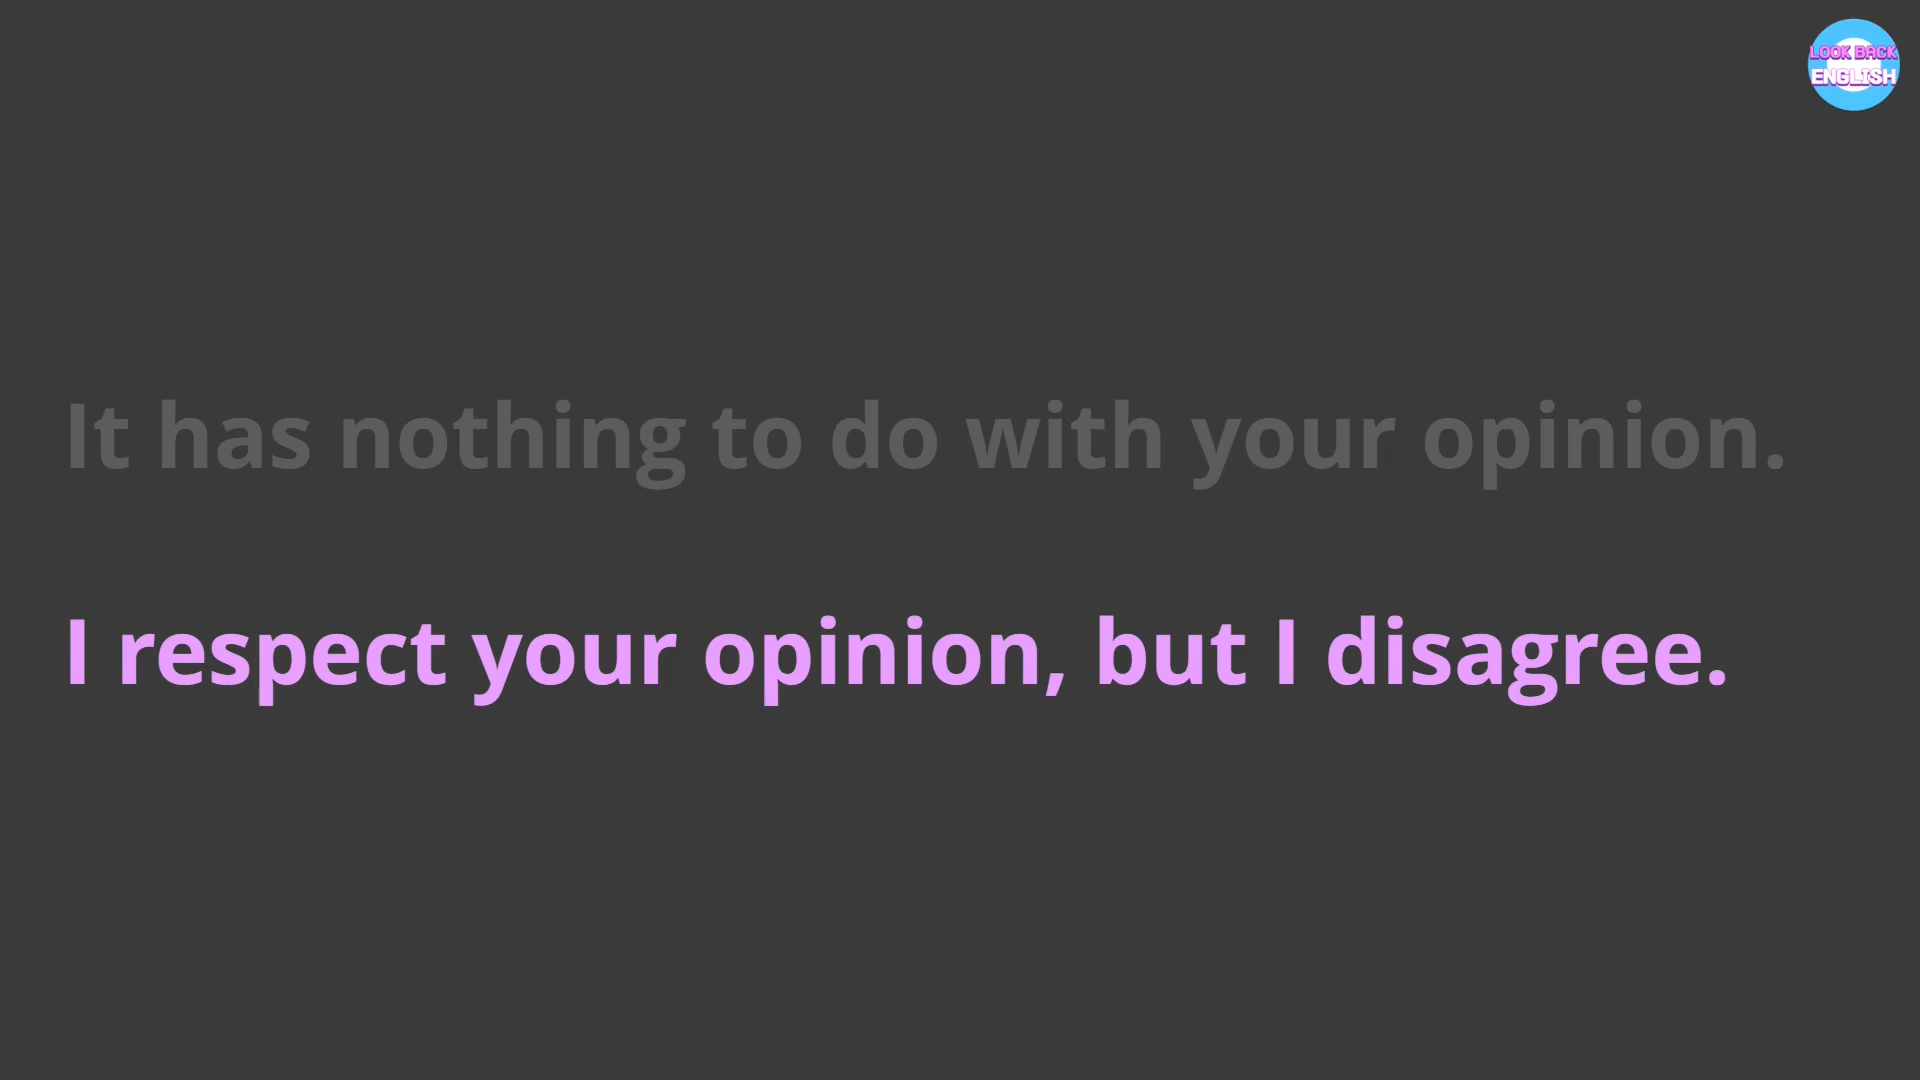 LOOK BACK
ENGLISH
It has nothing to do with your opinion.
I respect your opinion, but I disagree.